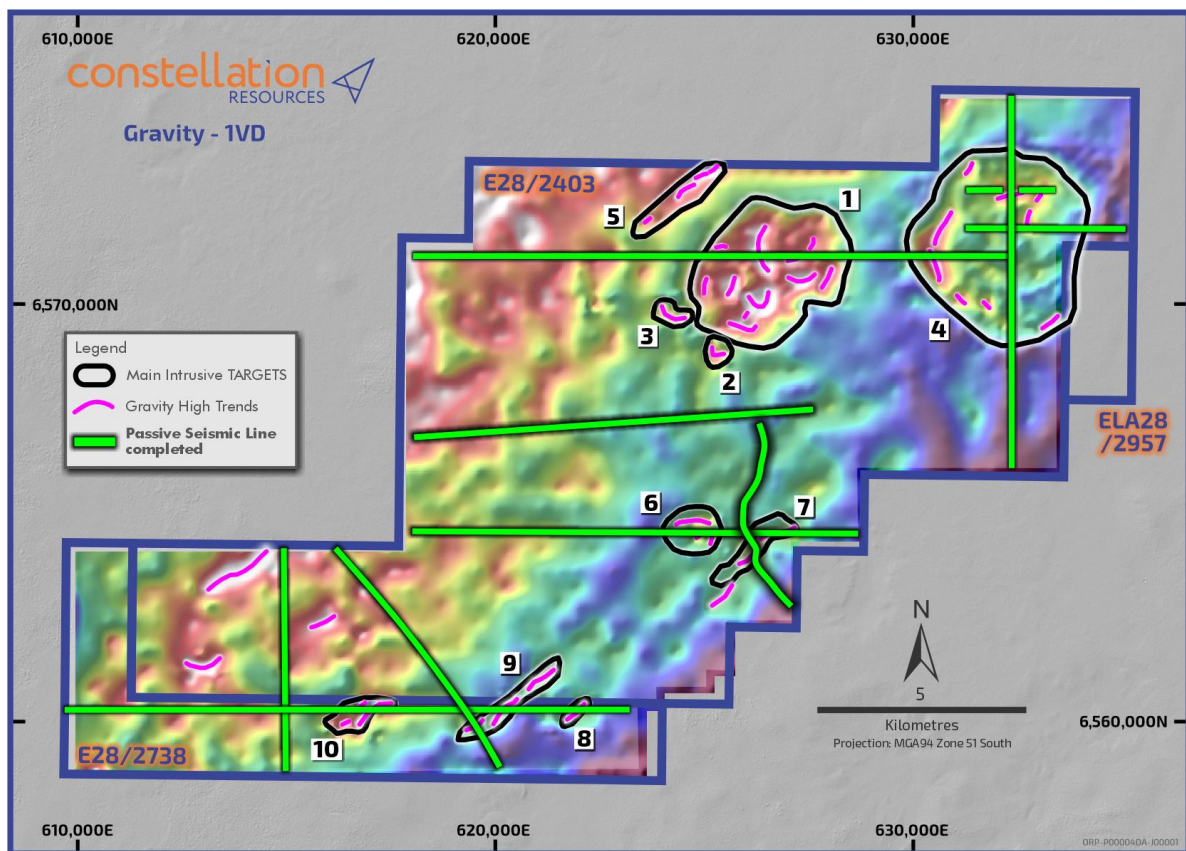 610,000E
620,000E
630,000E
constellation
RESOURCES
Gravity - 1VD
E28/2403
1
5
6,570,000N
3
4
2
Legend
Main Intrusive TARGETS
Gravity High Trends
Passive Seismic Line
completed
ELA28
/2957
6
7
N
9
5
Kilometres
Projection: MGA94 Zone 51 South
6,560,000N
8
10
E28/2738
610,000E
620,000E
630,000E
ORP-P00004DA-J00001